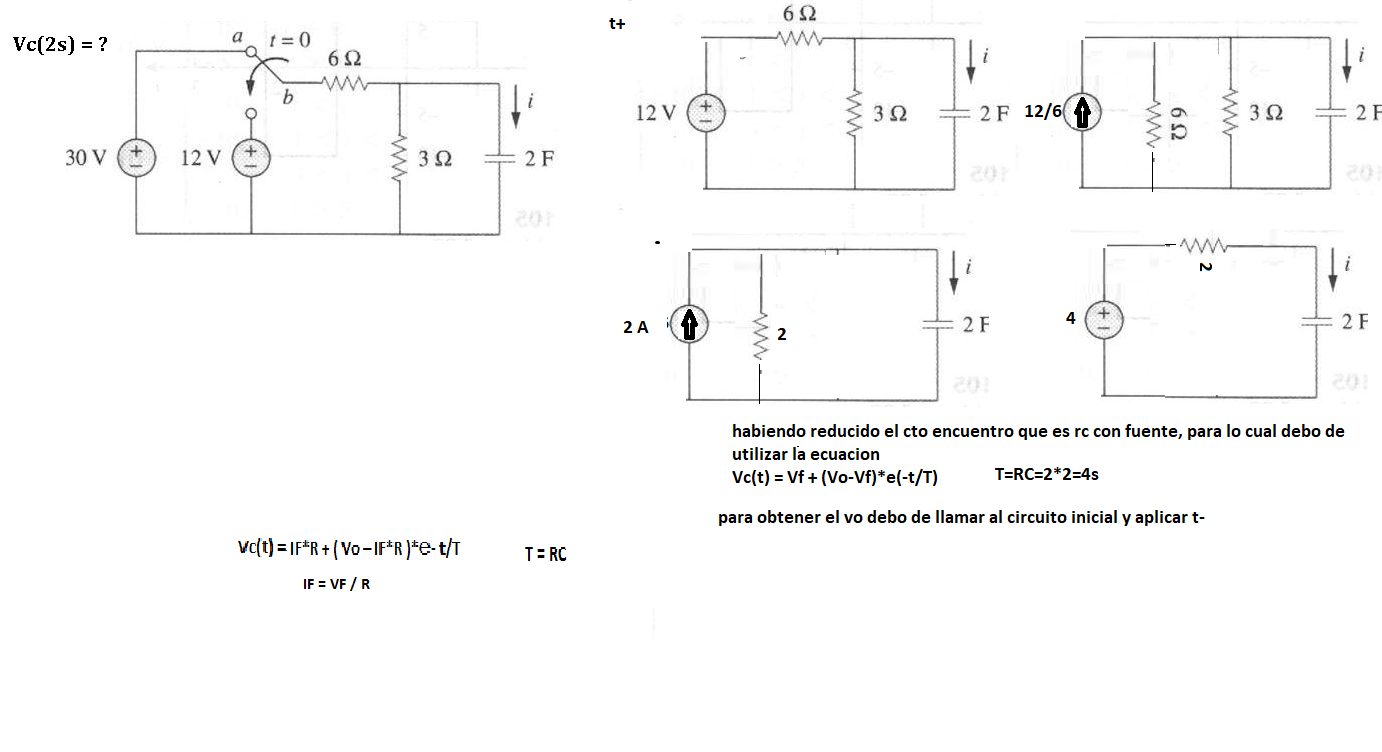 Vc(2s) = ?
a
t = 0
6 Ω
b
i
30 V
12 V
3 Ω
2 F
t+
6 Ω
i
12 V
3 Ω
2 F
12/6
6 Ω
3 Ω
i
2 F
2 A
2
i
2 F
4
2
i
2 F
habiendo reducido el cto encuentro que es rc con fuente, para lo cual debo de
utilizar la ecuacion
Vc(t) = Vf + (Vo-Vf)*e(-t/T) T=RC=2*2=4s
para obtener el vo debo de llamar al circuito inicial y aplicar t-
Vc(t) = IF*R + ( Vo – IF*R )*e- t/T T = RC
IF = VF / R